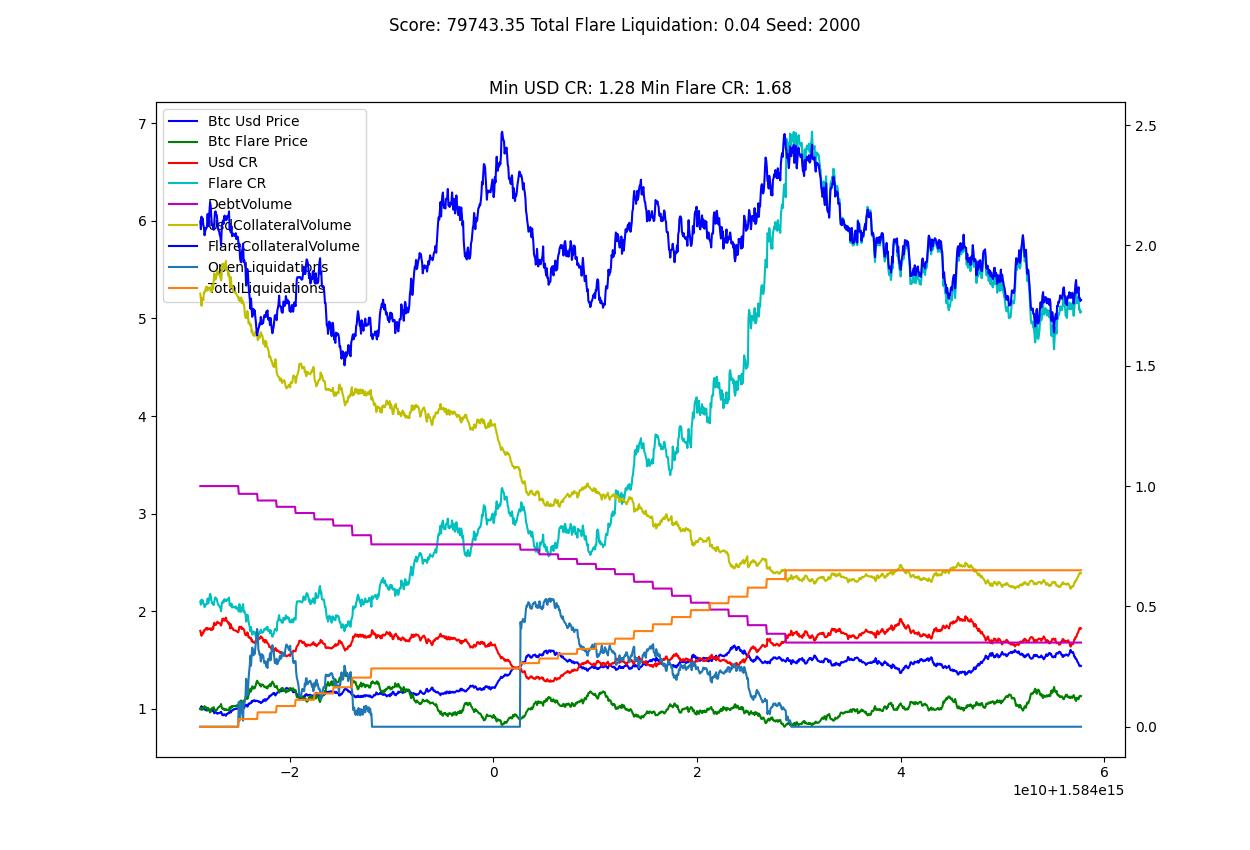 Score: 79743.35 Total Flare Liquidation: 0.04 Seed: 2000
Min USD CR: 1.28 Min Flare CR: 1.68
Btc Usd Price
Btc Flare Price
Usd CR
Flare CR
DebtVolume
UsdCollateralVolume
FlareCollateralVolume
OpenLiquidations
TotalLiquidations
7
6
5
4
3
2
1
2.5
2.0
1.5
1.0
0.5
0.0
−2
0
2
4
6
1e10+1.584e15